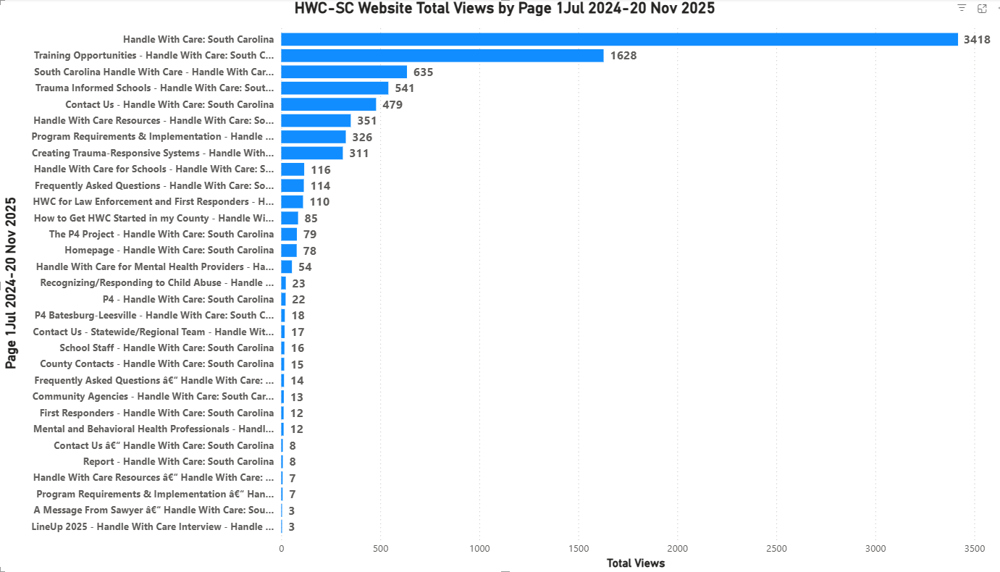 HWC-SC Website Total Views by Page 1Jul 2024-20 Nov 2025
Handle With Care: South Carolina 3418
Training Opportunities - Handle With Care: South C... 1628
South Carolina Handle With Care - Handle With Car... 635
Trauma Informed Schools - Handle With Care: Sout... 541
Contact Us - Handle With Care: South Carolina 479
Handle With Care Resources - Handle With Care: So... 351
Program Requirements & Implementation - Handle ... 326
Creating Trauma-Responsive Systems - Handle With... 311
Handle With Care for Schools - Handle With Care: S... 116
Frequently Asked Questions - Handle With Care: So... 114
HWC for Law Enforcement and First Responders - H... 110
How to Get HWC Started in my County - Handle Wi... 85
The P4 Project - Handle With Care: South Carolina 79
Homepage - Handle With Care: South Carolina 78
Handle With Care for Mental Health Providers - Ha... 54
Recognizing/Responding to Child Abuse - Handle ... 23
P4 - Handle With Care: South Carolina 22
P4 Batesburg-Leesville - Handle With Care: South C... 18
Contact Us - Statewide/Regional Team - Handle Wit... 17
School Staff - Handle With Care: South Carolina 16
County Contacts - Handle With Care: South Carolina 15
Frequently Asked Questions â€“ Handle With Care: ... 14
Community Agencies - Handle With Care: South Car... 13
First Responders - Handle With Care: South Carolina 12
Mental and Behavioral Health Professionals - Handl... 12
Contact Us â€“ Handle With Care: South Carolina 8
Report - Handle With Care: South Carolina 8
Handle With Care Resources â€“ Handle With Care: ... 7
Program Requirements & Implementation â€“ Han... 7
A Message From Sawyer â€“ Handle With Care: Sou... 3
LineUp 2025 - Handle With Care Interview - Handle ... 3
Page 1Jul 2024-20 Nov 2025
0 500 1000 1500 2000 2500 3000 3500
Total Views